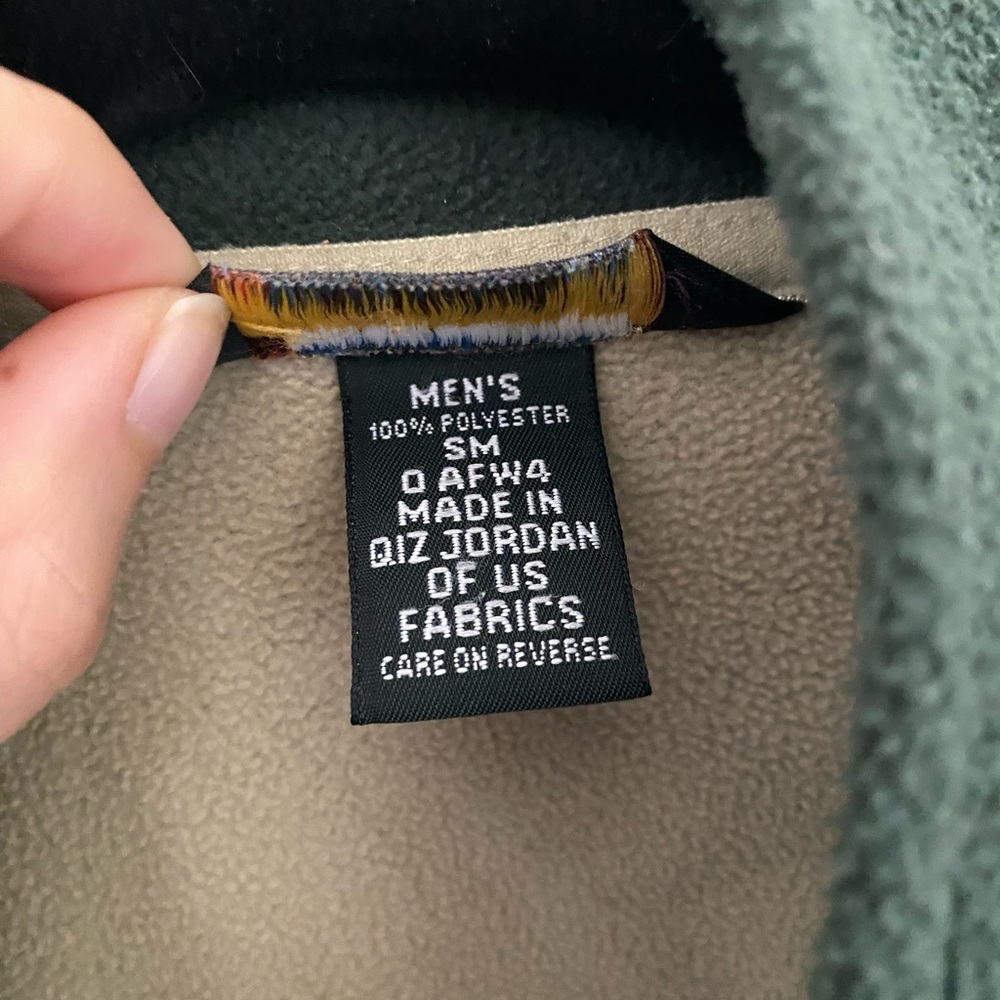 MEN'S
100% POLYESTER
SM
0 AFW4
MADE IN
QIZ JORDAN
OF US
FABRICS
CARE ON REVERSE